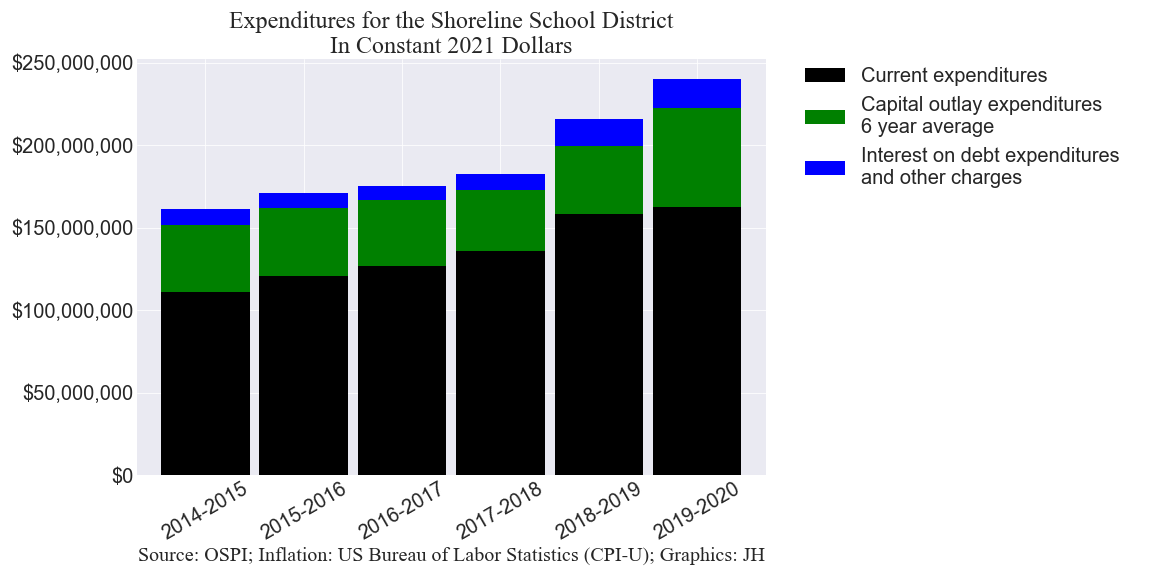 Expenditures for the Shoreline School District
In Constant 2021 Dollars
$250,000,000
$200,000,000
$150,000,000
$100,000,000
$50,000,000
$0
2014-2015
2015-2016
2016-2017
2017-2018
2018-2019
2019-2020
Current expenditures
Capital outlay expenditures
6 year average
Interest on debt expenditures
and other charges
Source: OSPI; Inflation: US Bureau of Labor Statistics (CPI-U); Graphics: JH